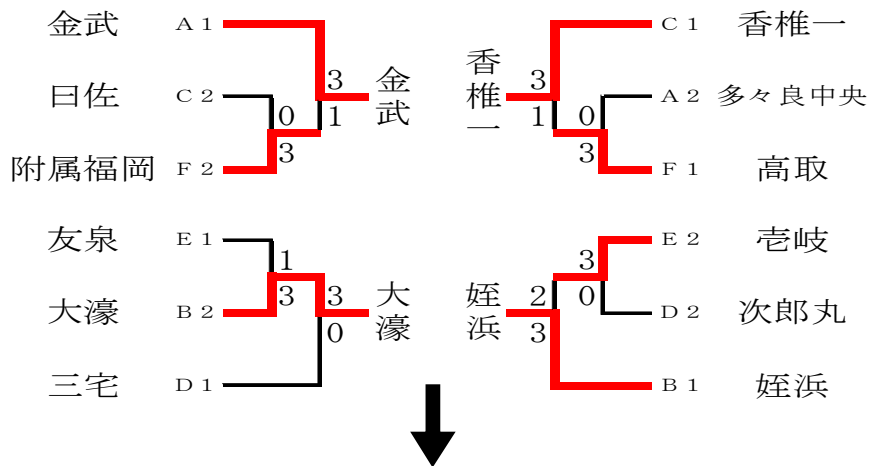 金武 A1 3 金武 香椎一 3 C1 香椎一
日佐 C2 0 1 1 0 A2 多々良中央
附属福岡 F2 3 3 F1 高取
友泉 E1 1 3 E2 壱岐
大濠 B2 3 3 大濠 姪浜 2 0 D2 次郎丸
0 3
三宅 D1 B1 姪浜